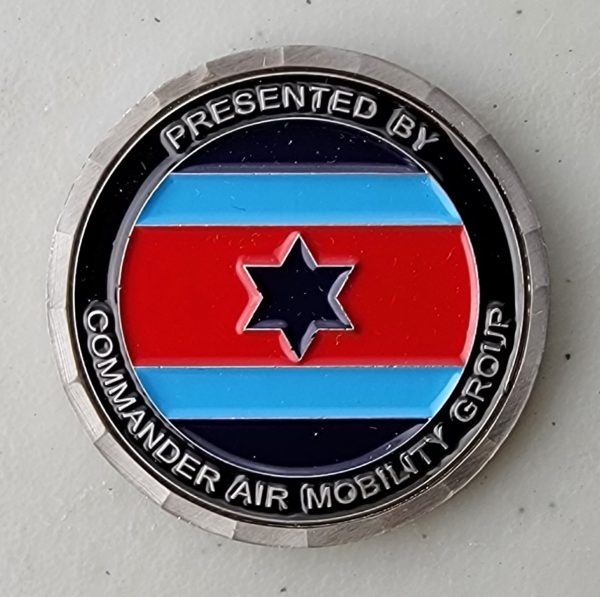 PRESENTED BY
COMMANDER AIR MOBILITY GROUP